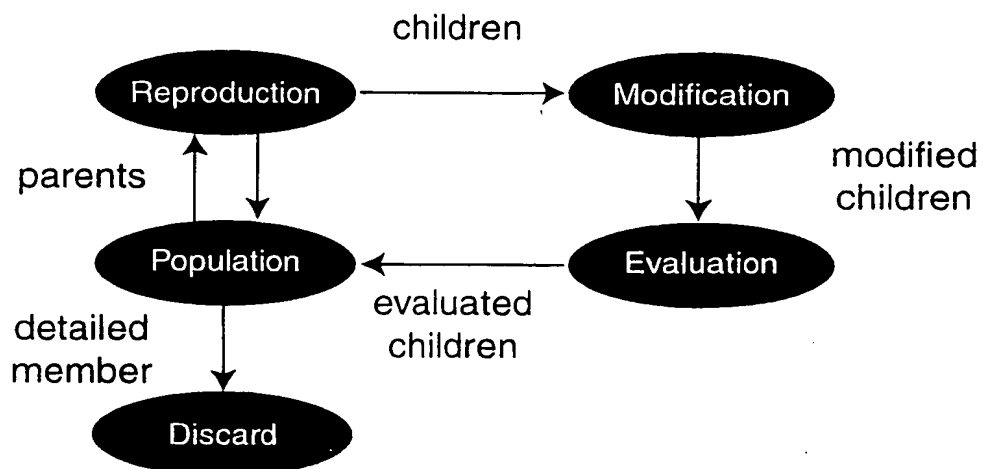 children
Reproduction
Modification
parents
modified
children
Population
Evaluation
evaluated
children
detailed
member
Discard